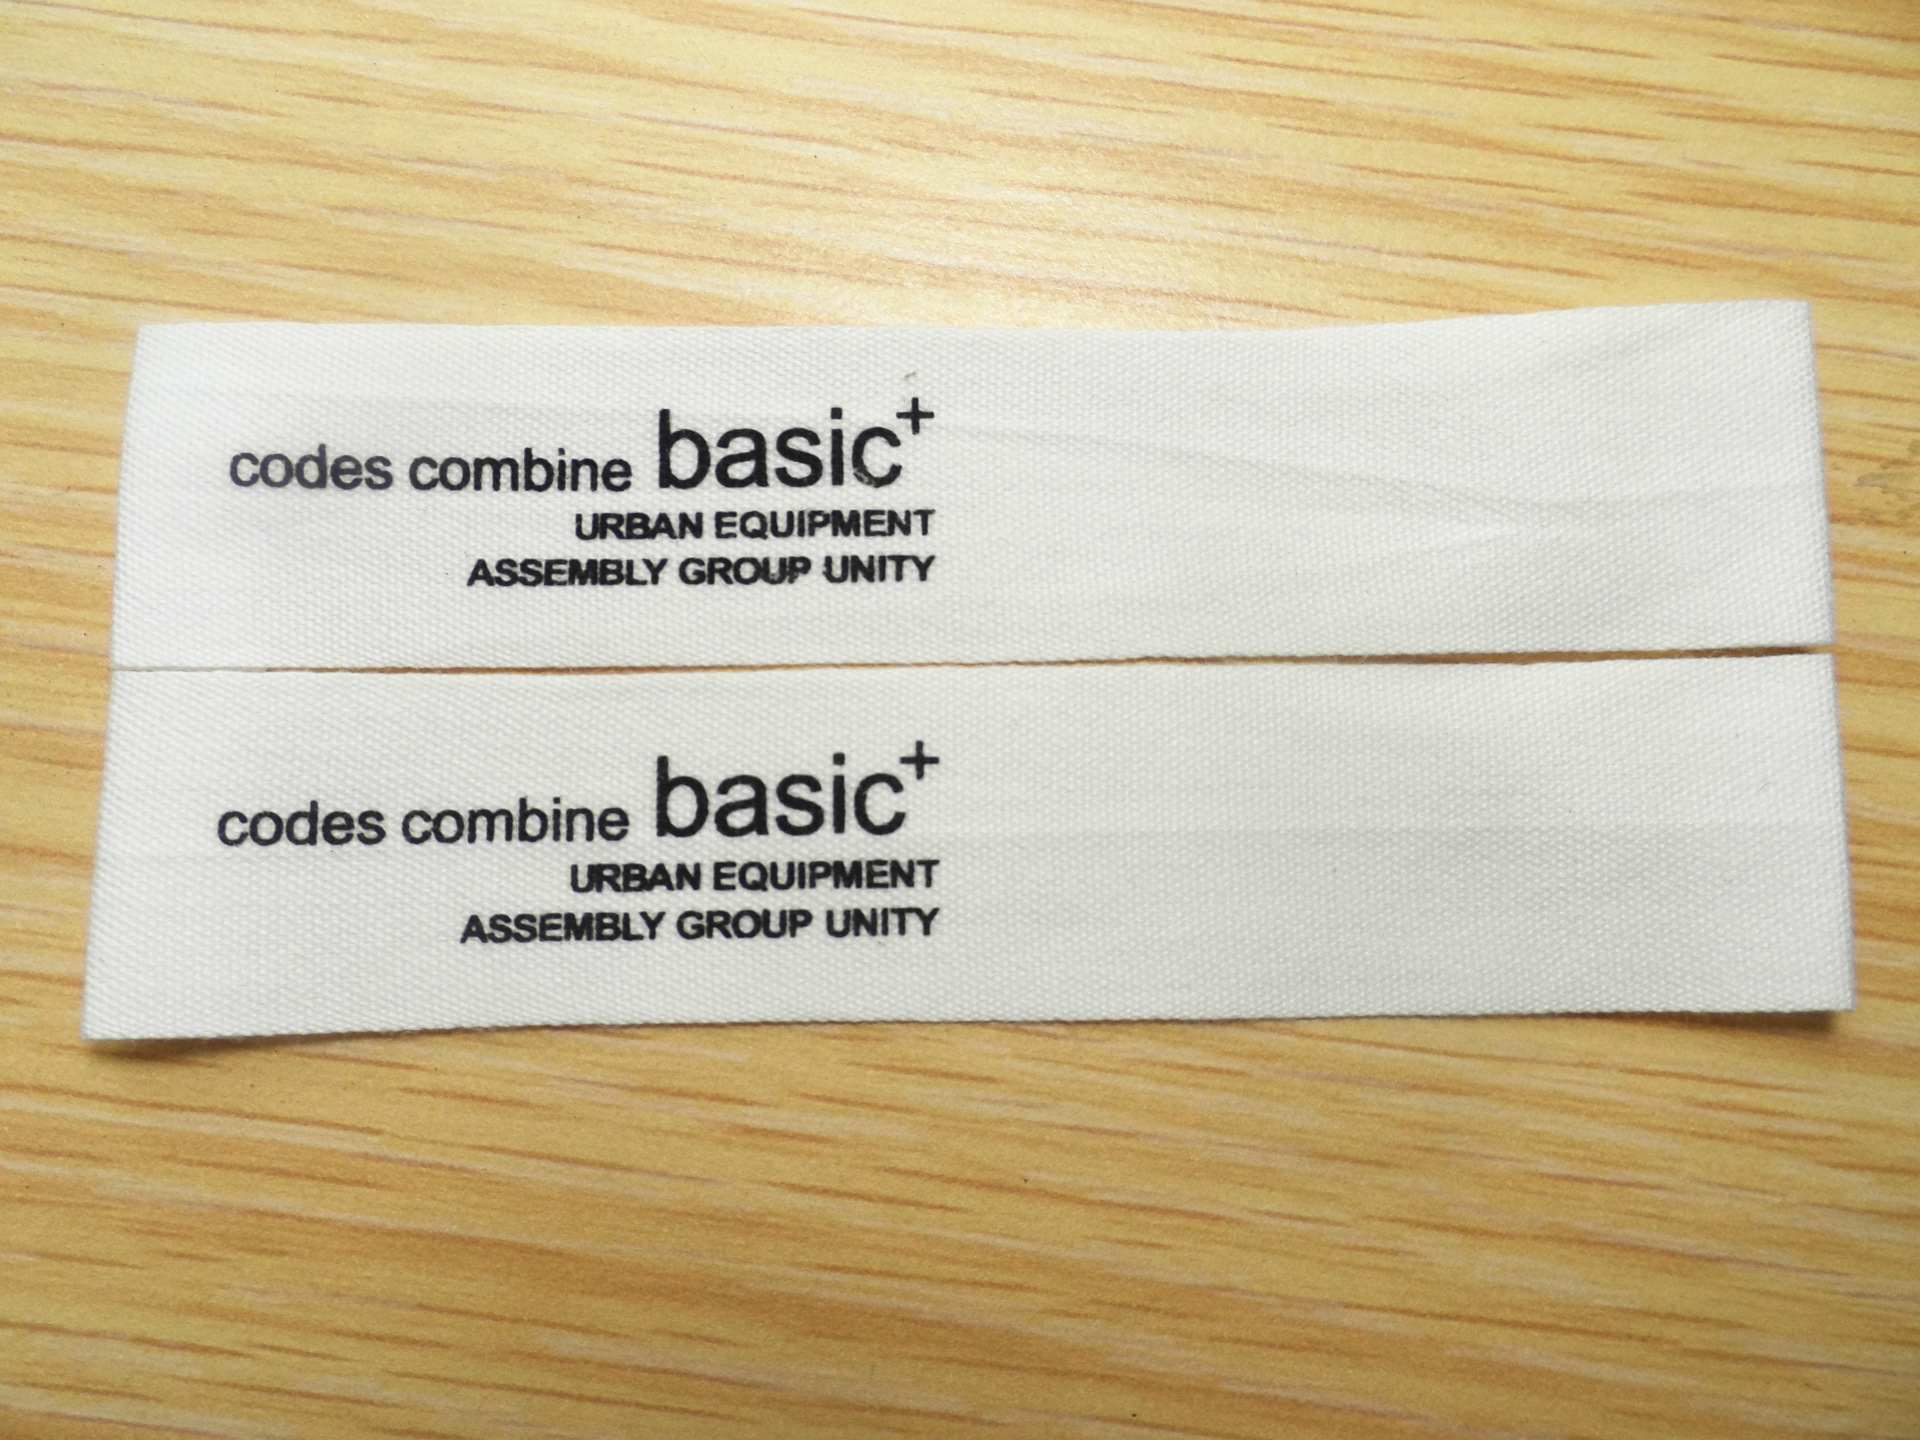 codes combine basic+
URBAN EQUIPMENT
ASSEMBLY GROUP UNITY
codes combine basic+
URBAN EQUIPMENT
ASSEMBLY GROUP UNITY